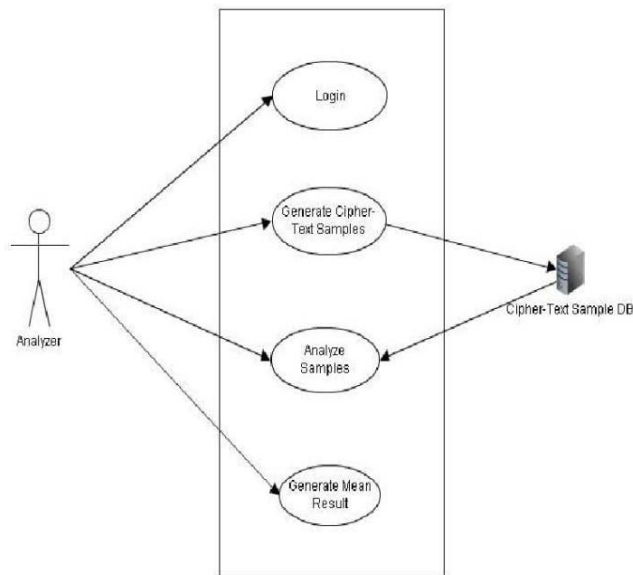 Login
Generate Cipher-
Text Samples
Analyzer
Cipher-Text Sample DB
Analyze
Samples
Generate Mean
Result